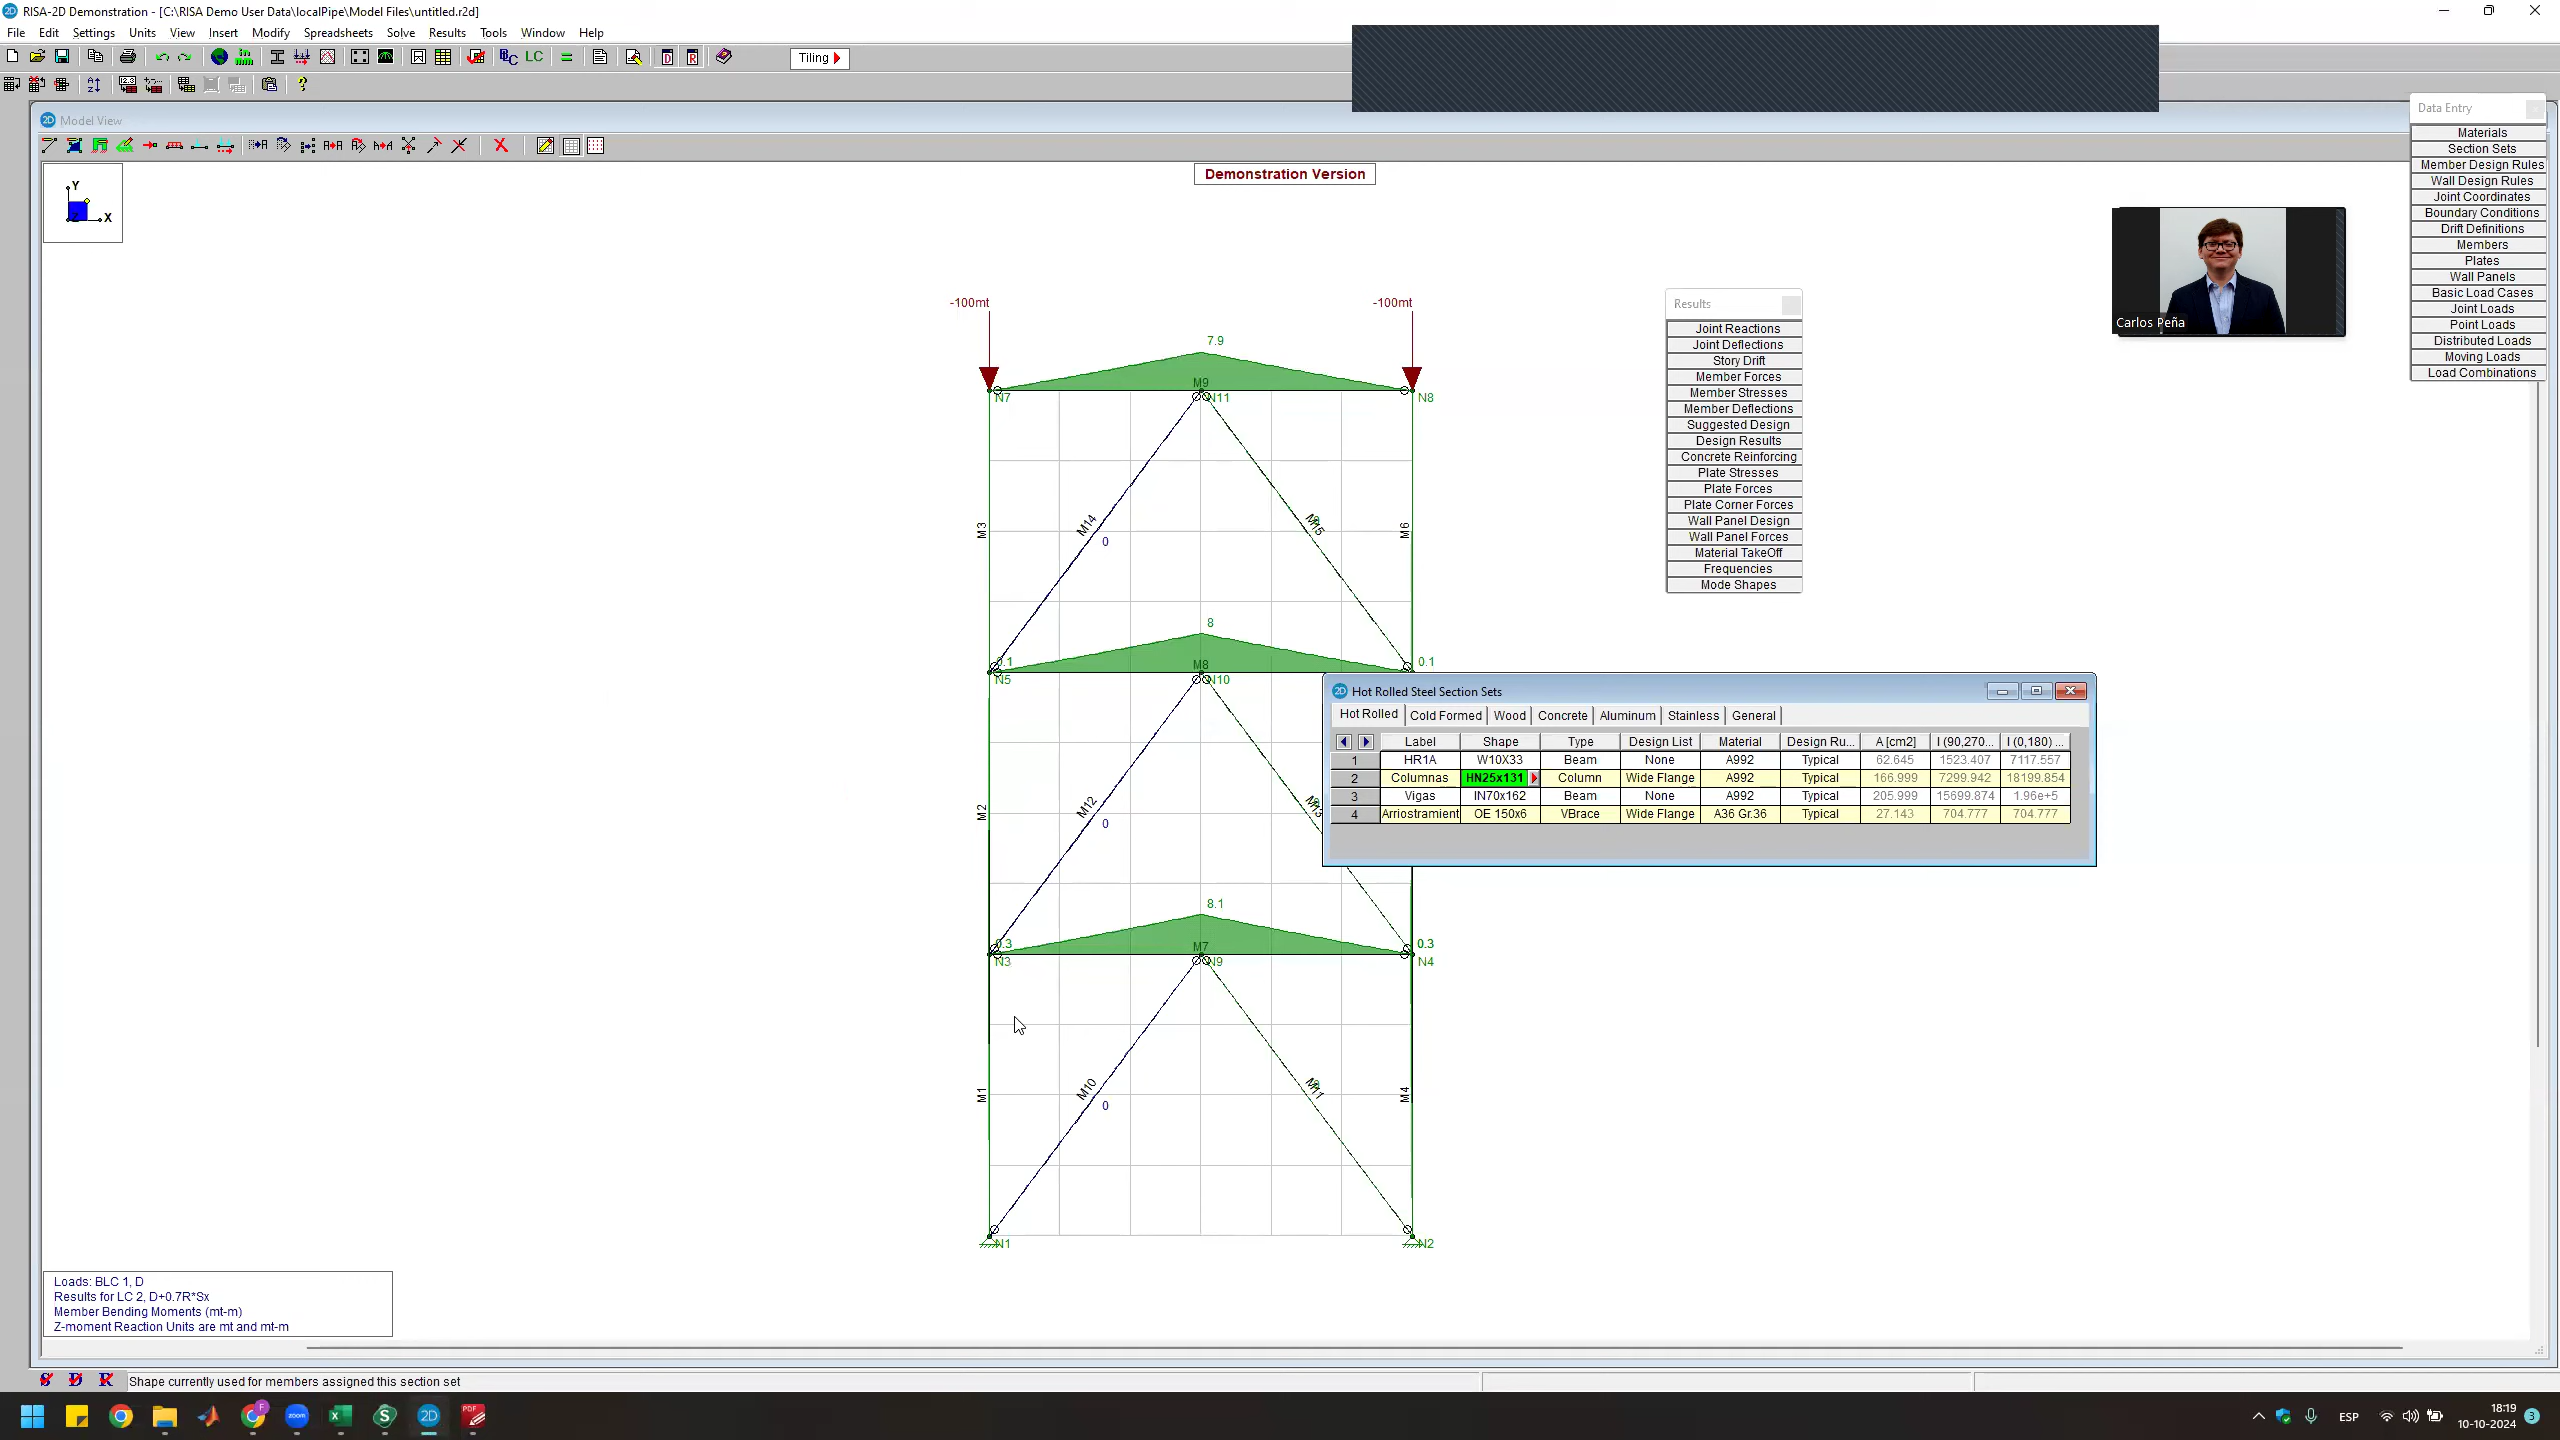 RISA-2D Demonstration - [C:\RISA Demo User Data\localPipe\Model Files\untitled.r2d]
File Edit Settings Units View Insert Modify Spreadsheets Solve Results Tools Window Help
Tiling
Model View
Demonstration Version
Y
X
Z
-100mt
-100mt
7.9
M9
N7
N11
N8
M3
M14
0
M15
M6
8
0.1
M8
0.1
N5
N10
M2
M12
0
8.1
0.3
M7
0.3
N3
N9
N4
M1
M10
0
M11
M4
N1
N2
Loads: BLC 1, D
Results for LC 2, D+0.7R*Sx
Member Bending Moments (mt-m)
Z-moment Reaction Units are mt and mt-m
Results
Joint Reactions
Joint Deflections
Story Drift
Member Forces
Member Stresses
Member Deflections
Suggested Design
Design Results
Concrete Reinforcing
Plate Stresses
Plate Forces
Plate Corner Forces
Wall Panel Design
Wall Panel Forces
Material TakeOff
Frequencies
Mode Shapes
Carlos Peña
Data Entry
Materials
Section Sets
Member Design Rules
Wall Design Rules
Joint Coordinates
Boundary Conditions
Drift Definitions
Members
Plates
Wall Panels
Basic Load Cases
Joint Loads
Point Loads
Distributed Loads
Moving Loads
Load Combinations
Hot Rolled Steel Section Sets
Hot Rolled Cold Formed Wood Concrete Aluminum Stainless General
Label Shape Type Design List Material Design Ru... A [cm2] I (90,270... I (0,180) ...
1 HR1A W10X33 Beam None A992 Typical 62.645 1523.407 7117.557
2 Columnas HN25x131 Column Wide Flange A992 Typical 166.999 7299.942 18199.854
3 Vigas IN70x162 Beam None A992 Typical 205.999 15699.874 1.96e+5
4 Arriostramient OE 150x6 VBrace Wide Flange A36 Gr.36 Typical 27.143 704.777 704.777
S D R Shape currently used for members assigned this section set
ESP
18:19
10-10-2024
3